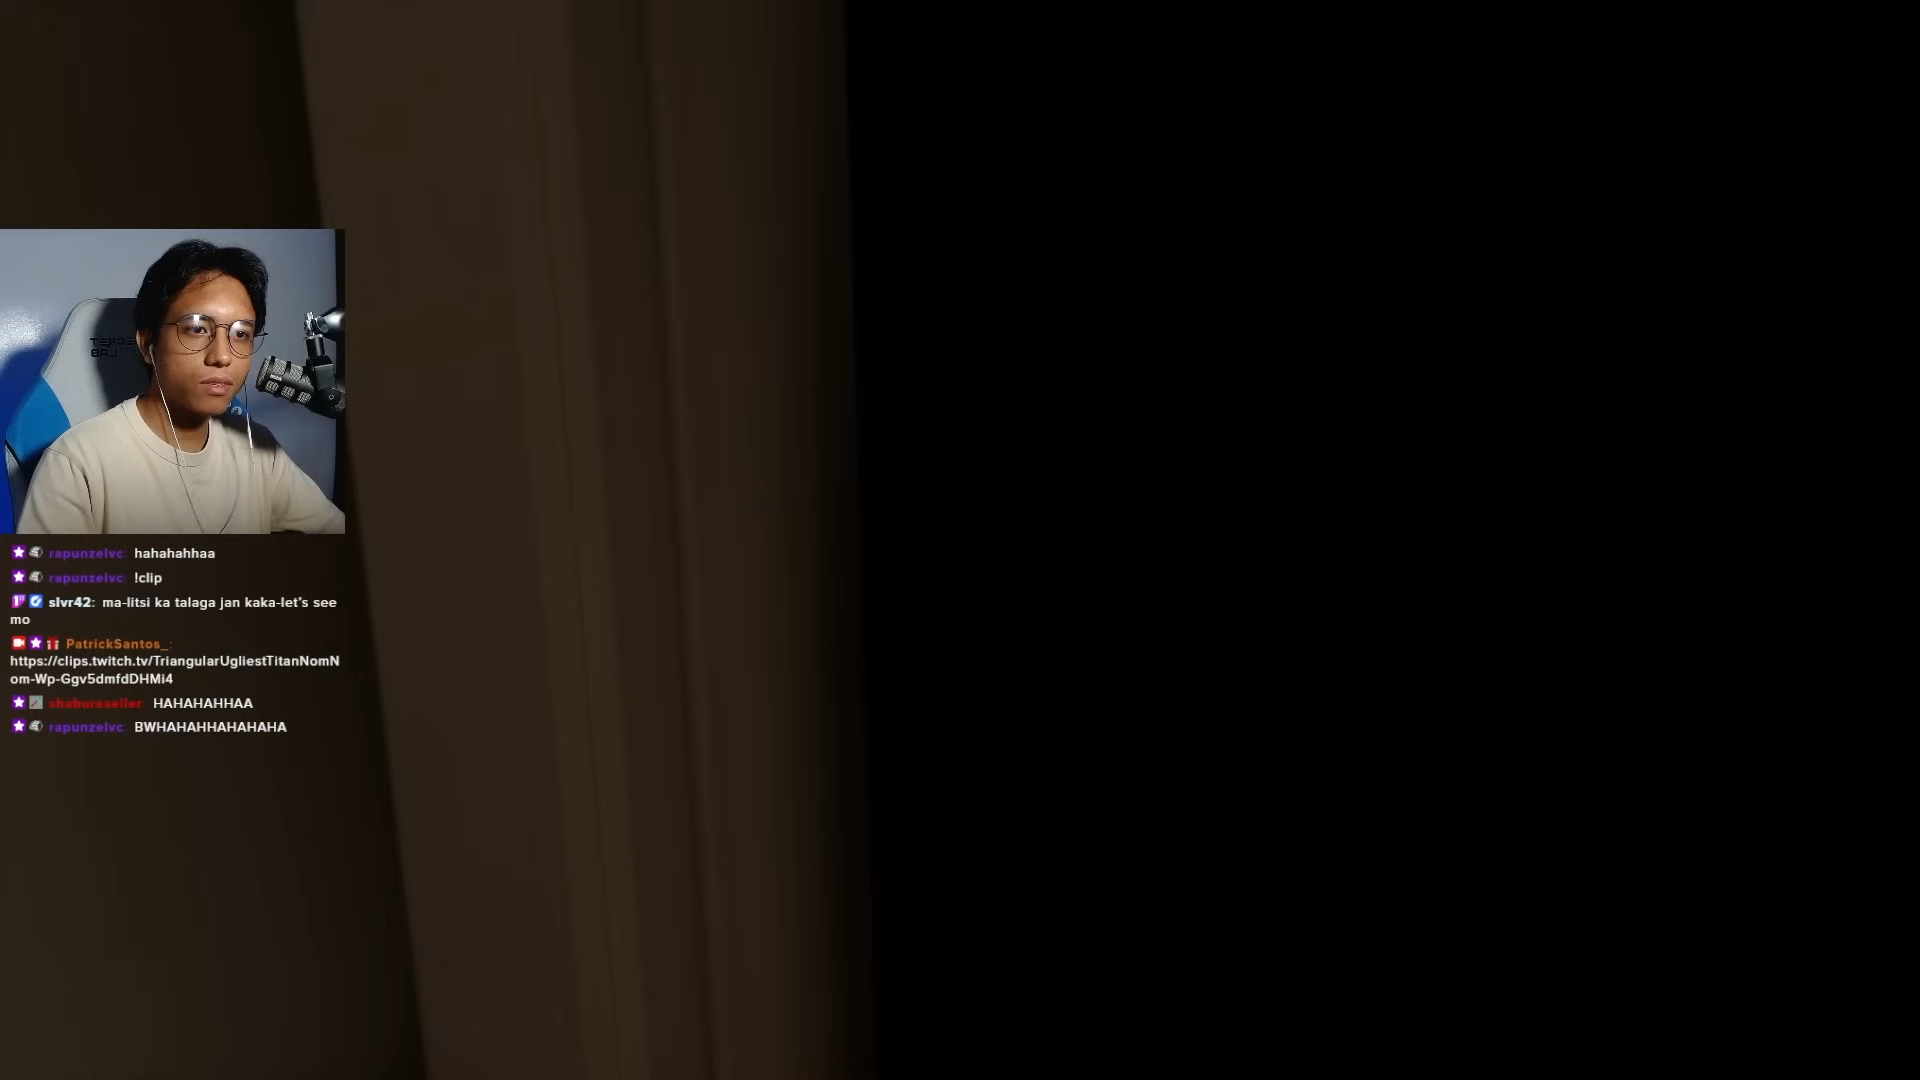 rapunzelvc: hahahahhaa
rapunzelvc: !clip
slvr42: ma-litsi ka talaga jan kaka-let's see
mo
PatrickSantos_:
https://clips.twitch.tv/TriangularUgliestTitanNomN
om-Wp-Ggv5dmfdDHMi4
shabureseller HAHAHAHHAA
rapunzelvc: BWHAHAHHAHAHAHA